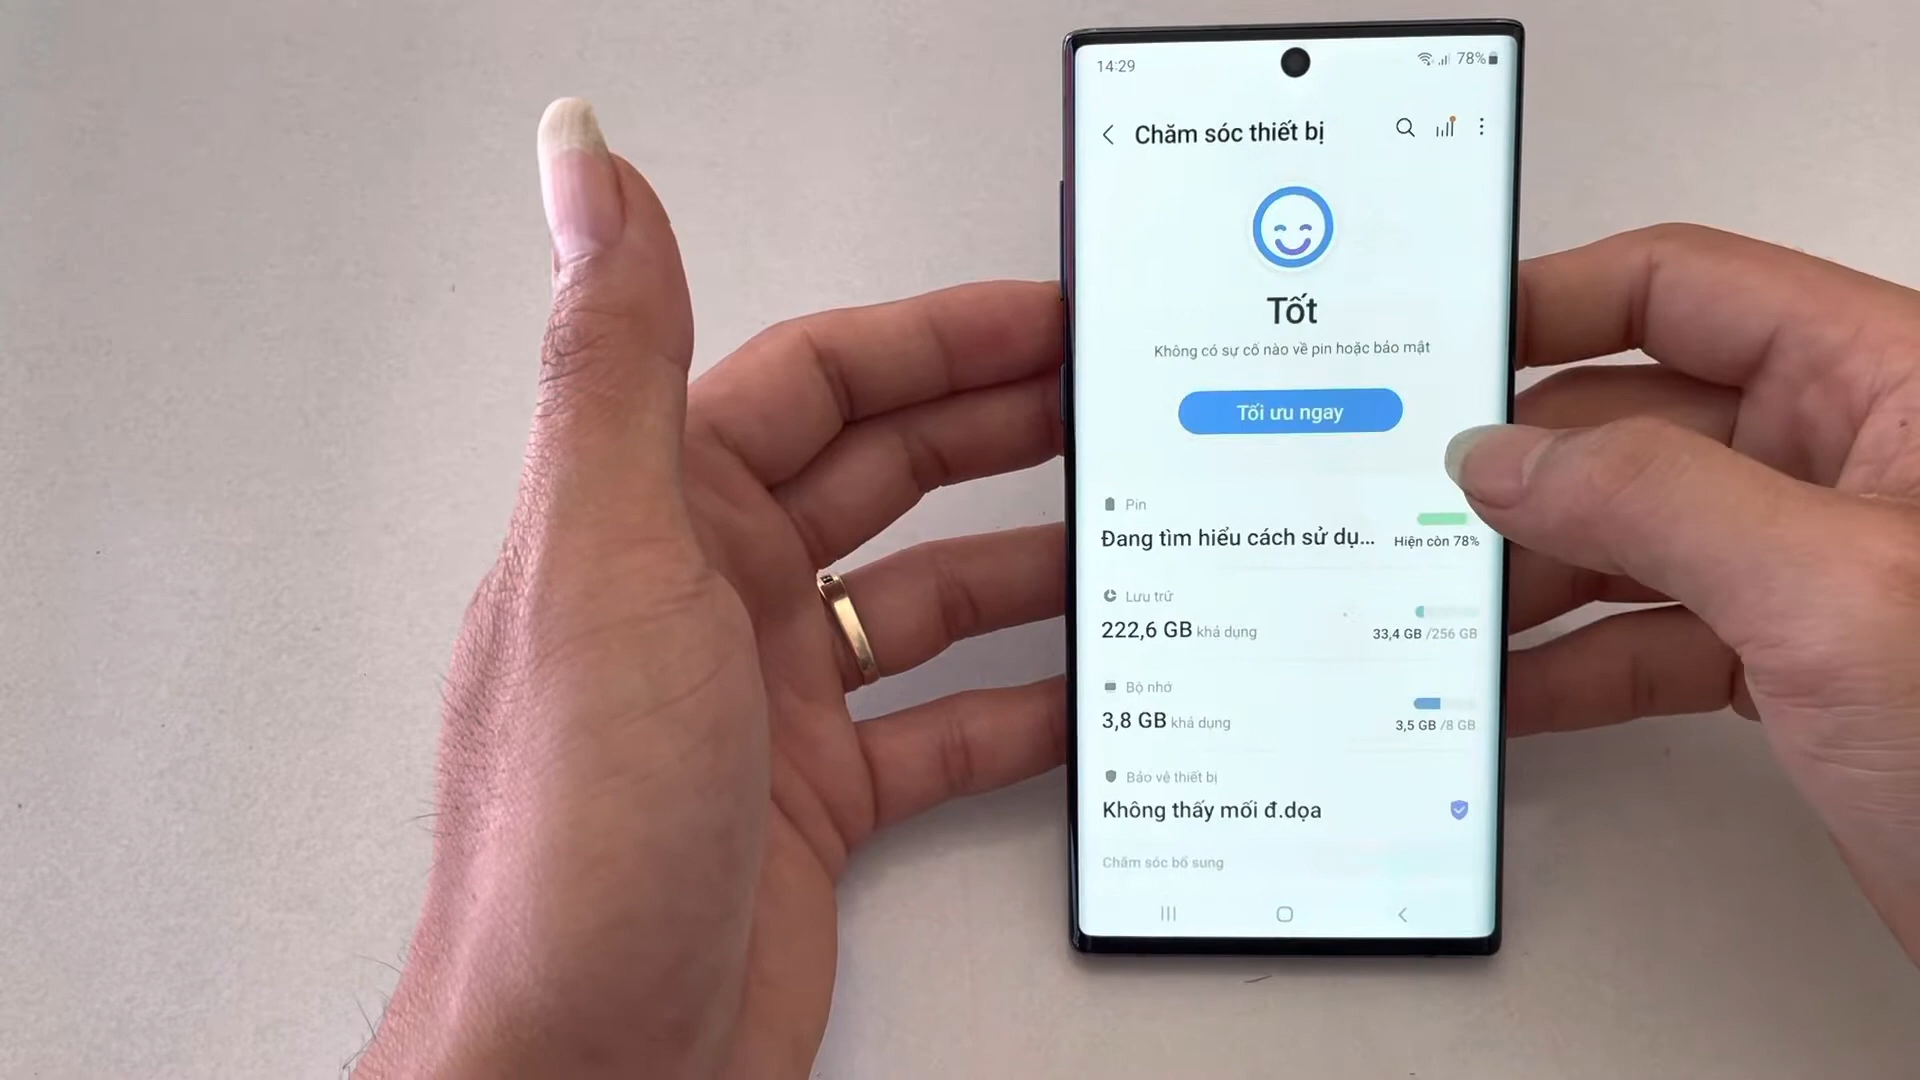 14:29
78%
Chăm sóc thiết bị
Tốt
Không có sự cố nào về pin hoặc bảo mật
Tối ưu ngay
Pin
Đang tìm hiểu cách sử dụ...
Hiện còn 78%
Lưu trữ
222,6 GB khả dụng
33,4 GB /256 GB
Bộ nhớ
3,8 GB khả dụng
3,5 GB /8 GB
Bảo vệ thiết bị
Không thấy mối đ.dọa
Chăm sóc bổ sung